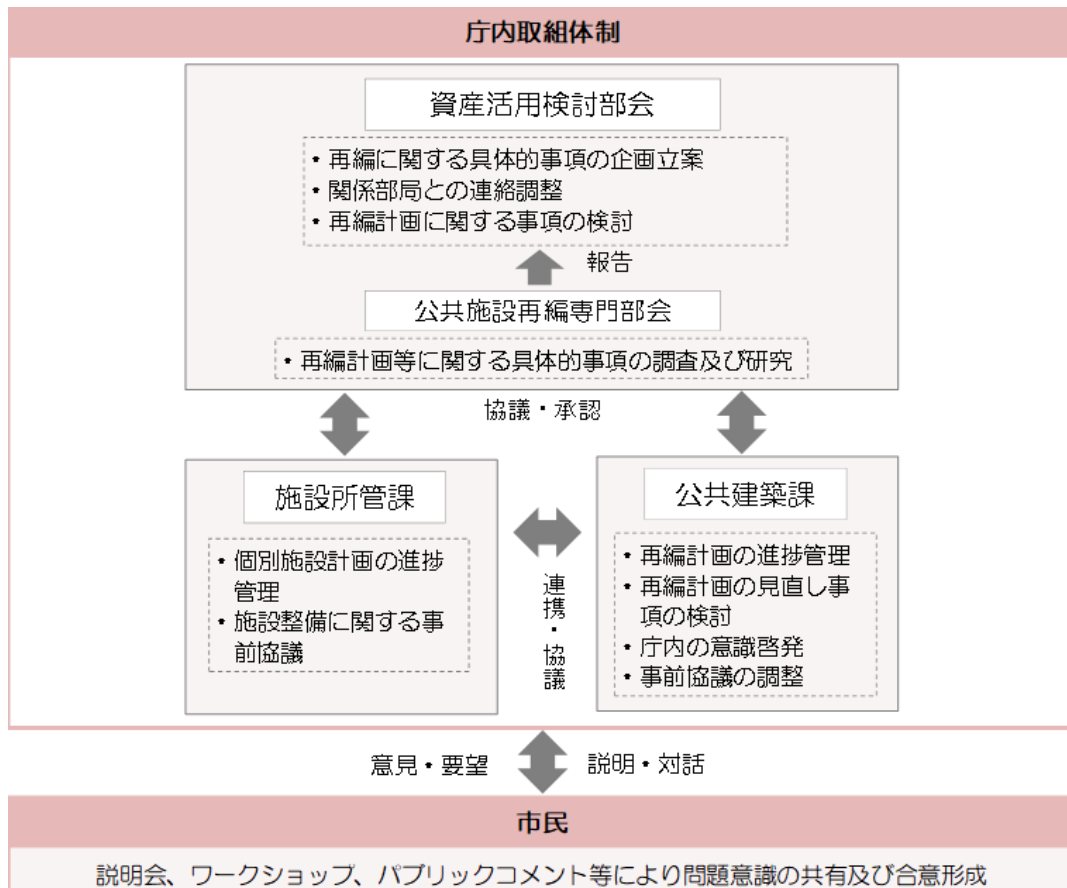 庁内取組体制
資産活用検討部会
・再編に関する具体的事項の企画立案
・関係部局との連絡調整
・再編計画に関する事項の検討
報告
公共施設再編専門部会
・再編計画等に関する具体的事項の調査及び研究
協議・承認
施設所管課
・個別施設計画の進捗
管理
・施設整備に関する事
前協議
連携・協議
公共建築課
・再編計画の進捗管理
・再編計画の見直し事
項の検討
・庁内の意識啓発
・事前協議の調整
意見・要望
説明・対話
市民
説明会、ワークショップ、パブリックコメント等により問題意識の共有及び合意形成